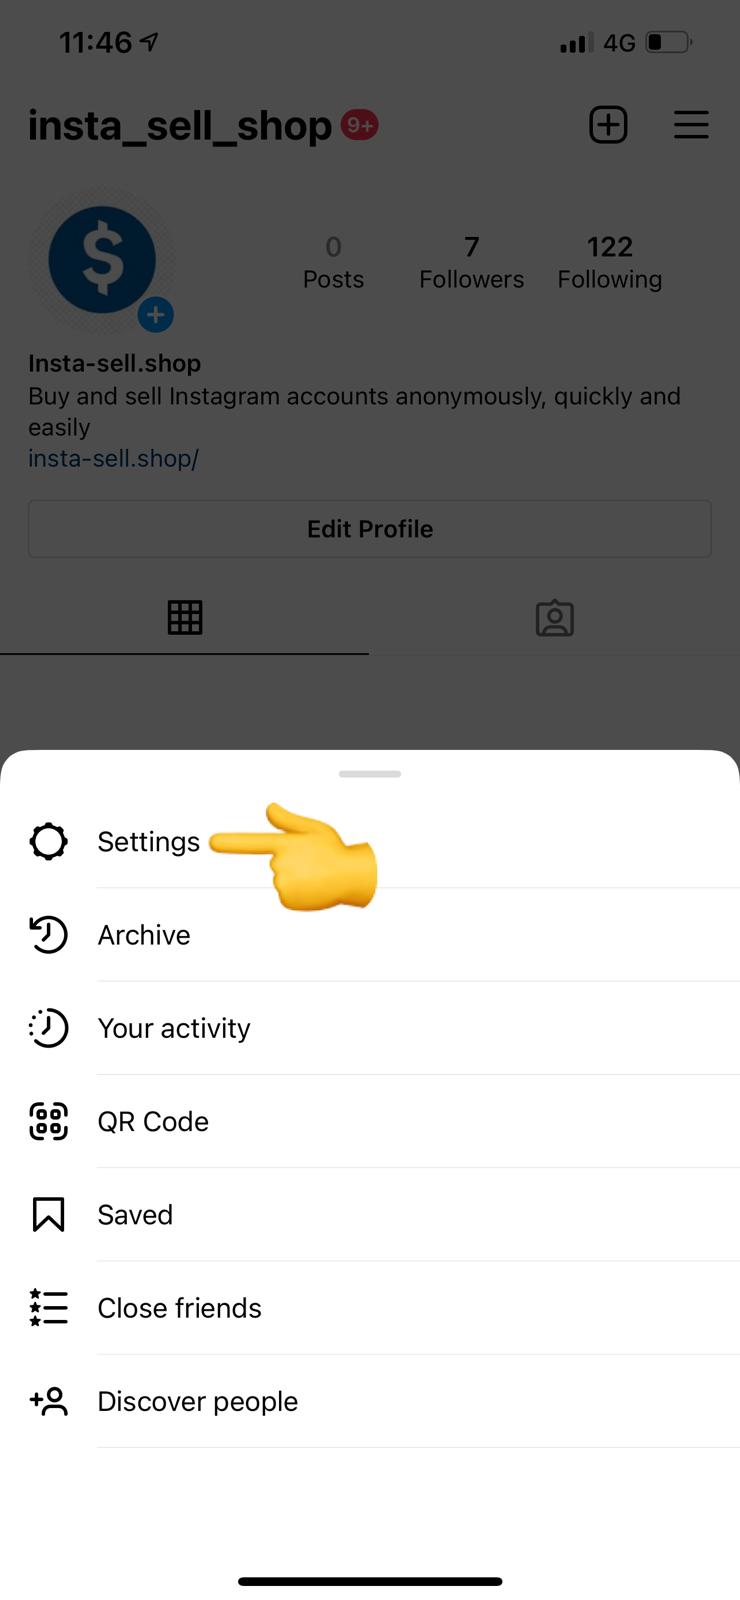 11:46 4G
insta_sell_shop 9+
$
0 7 122
Posts Followers Following
Insta-sell.shop
Buy and sell Instagram accounts anonymously, quickly and
easily
insta-sell.shop/
Edit Profile
Settings
Archive
Your activity
QR Code
Saved
Close friends
Discover people